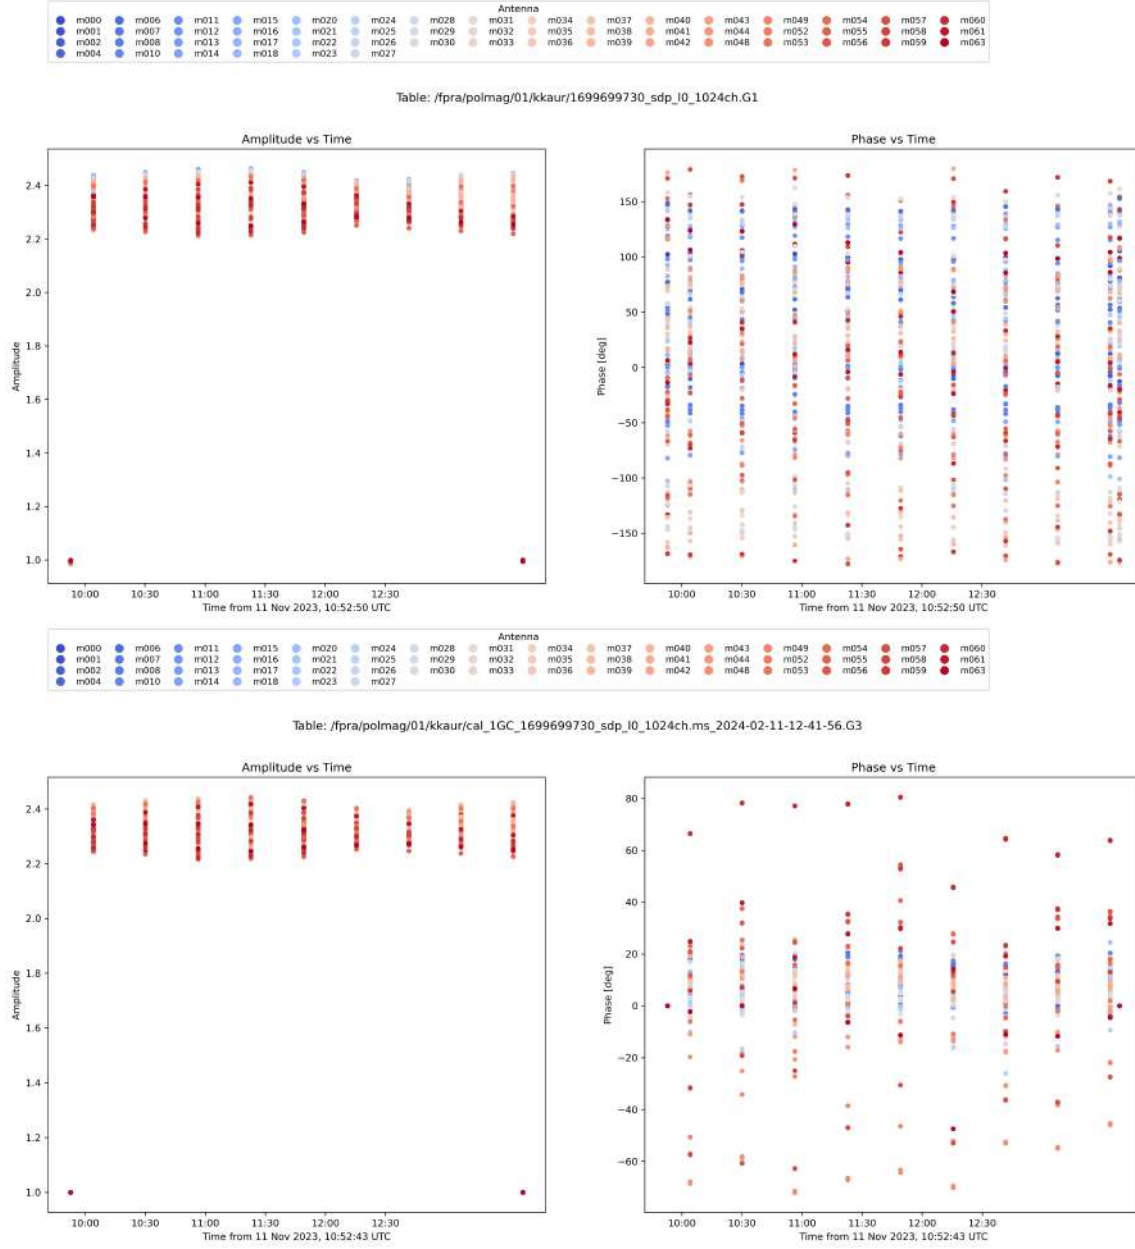 Antenna
m000 m006 m011 m015 m020 m024 m028 m031 m034 m037 m040 m043 m049 m054 m057 m060
m001 m007 m012 m016 m021 m025 m029 m032 m035 m038 m041 m044 m052 m055 m058 m061
m002 m008 m013 m017 m022 m026 m030 m033 m036 m039 m042 m048 m053 m056 m059 m063
m004 m010 m014 m018 m023 m027
Table: /fpra/polmag/01/kkaur/1699699730_sdp_l0_1024ch.G1
Amplitude vs Time
2.4
2.2
2.0
1.8
1.6
1.4
1.2
1.0
Amplitude
10:00 10:30 11:00 11:30 12:00 12:30
Time from 11 Nov 2023, 10:52:50 UTC
Phase vs Time
150
100
50
0
−50
−100
−150
Phase [deg]
10:00 10:30 11:00 11:30 12:00 12:30
Time from 11 Nov 2023, 10:52:50 UTC
Antenna
m000 m006 m011 m015 m020 m024 m028 m031 m034 m037 m040 m043 m049 m054 m057 m060
m001 m007 m012 m016 m021 m025 m029 m032 m035 m038 m041 m044 m052 m055 m058 m061
m002 m008 m013 m017 m022 m026 m030 m033 m036 m039 m042 m048 m053 m056 m059 m063
m004 m010 m014 m018 m023 m027
Table: /fpra/polmag/01/kkaur/cal_1GC_1699699730_sdp_l0_1024ch.ms_2024-02-11-12-41-56.G3
Amplitude vs Time
2.4
2.2
2.0
1.8
1.6
1.4
1.2
1.0
Amplitude
10:00 10:30 11:00 11:30 12:00 12:30
Time from 11 Nov 2023, 10:52:43 UTC
Phase vs Time
80
60
40
20
0
−20
−40
−60
Phase [deg]
10:00 10:30 11:00 11:30 12:00 12:30
Time from 11 Nov 2023, 10:52:43 UTC